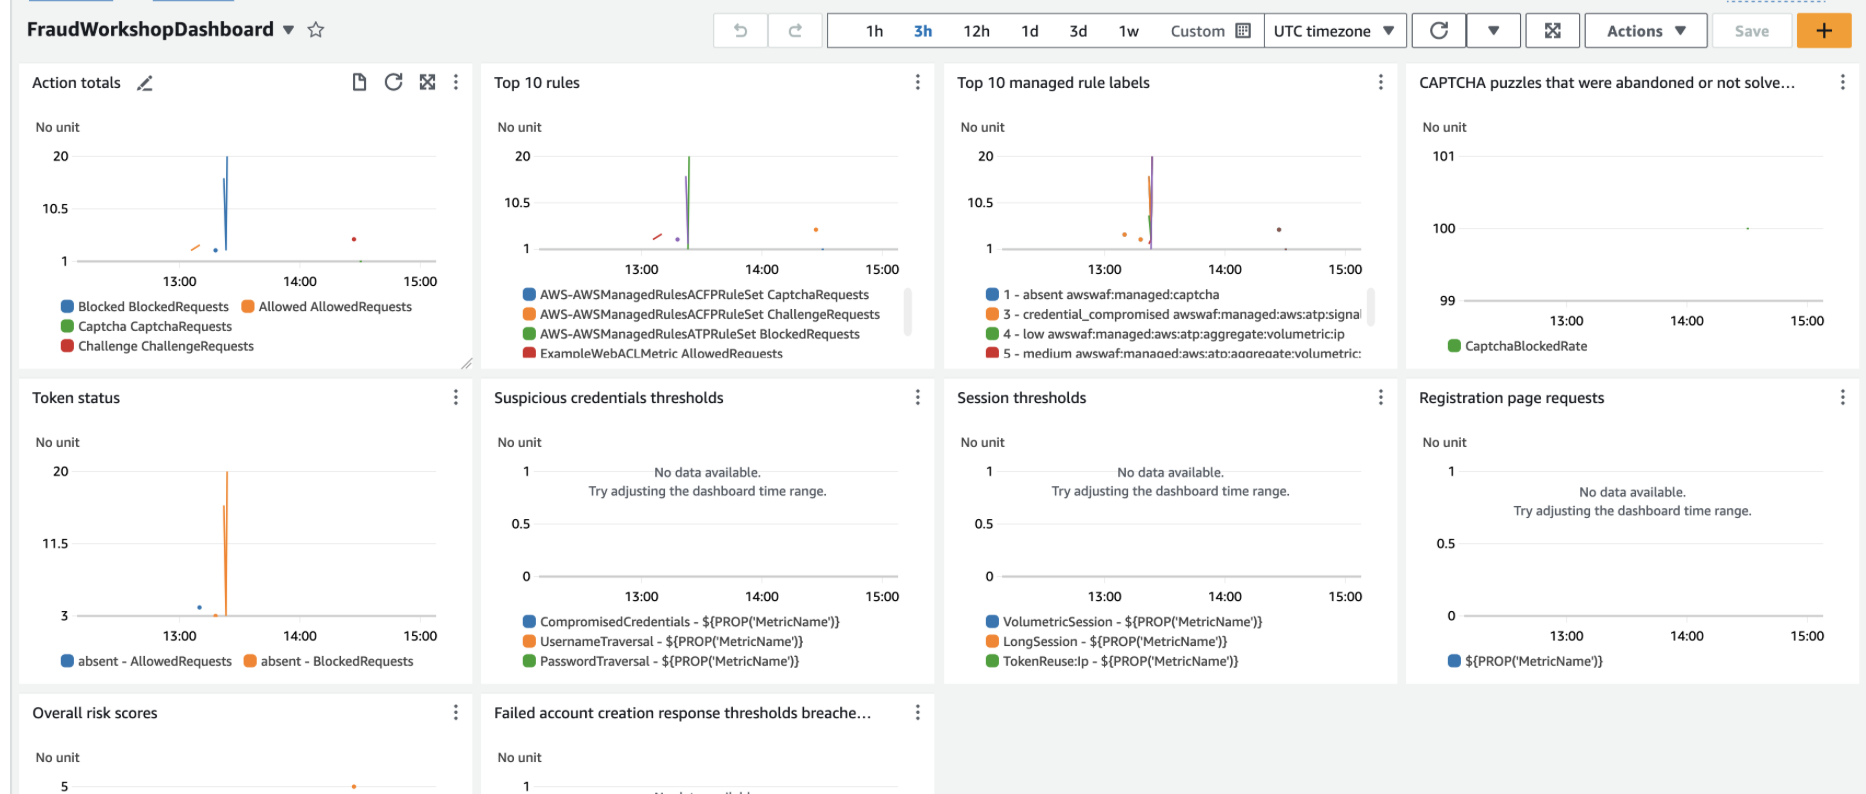 FraudWorkshopDashboard
1h 3h 12h 1d 3d 1w Custom UTC timezone Actions Save +
Action totals
No unit
20
10.5
1
13:00 14:00 15:00
Blocked BlockedRequests Allowed AllowedRequests
Captcha CaptchaRequests
Challenge ChallengeRequests
Top 10 rules
No unit
20
10.5
1
13:00 14:00 15:00
AWS-AWSManagedRulesACFPRuleSet CaptchaRequests
AWS-AWSManagedRulesACFPRuleSet ChallengeRequests
AWS-AWSManagedRulesATPRuleSet BlockedRequests
ExampleWebACLMetric AllowedRequests
Top 10 managed rule labels
No unit
20
10.5
1
13:00 14:00 15:00
1 - absent awswaf:managed:captcha
3 - credential_compromised awswaf:managed:aws:atp:signal
4 - low awswaf:managed:aws:atp:aggregate:volumetric:ip
5 - medium awswaf:managed:aws:atp:aggregate:volumetric:
CAPTCHA puzzles that were abandoned or not solve...
No unit
101
100
99
13:00 14:00 15:00
CaptchaBlockedRate
Token status
No unit
20
11.5
3
13:00 14:00 15:00
absent - AllowedRequests absent - BlockedRequests
Suspicious credentials thresholds
No unit
1
No data available.
Try adjusting the dashboard time range.
0.5
0
13:00 14:00 15:00
CompromisedCredentials - ${PROP('MetricName')}
UsernameTraversal - ${PROP('MetricName')}
PasswordTraversal - ${PROP('MetricName')}
Session thresholds
No unit
1
No data available.
Try adjusting the dashboard time range.
0.5
0
13:00 14:00 15:00
VolumetricSession - ${PROP('MetricName')}
LongSession - ${PROP('MetricName')}
TokenReuse:Ip - ${PROP('MetricName')}
Registration page requests
No unit
1
No data available.
Try adjusting the dashboard time range.
0.5
0
13:00 14:00 15:00
${PROP('MetricName')}
Overall risk scores
No unit
5
Failed account creation response thresholds breache...
No unit
1